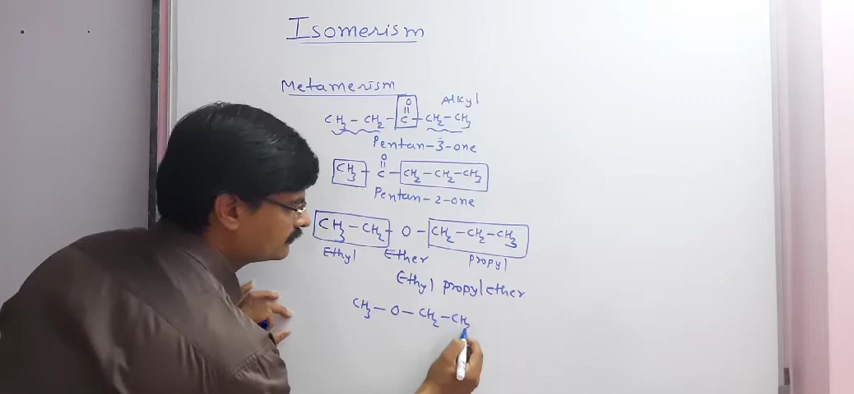 Isomerism
Metamerism
Alkyl
O
CH3 – CH2 – C – CH2 – CH3
Pentan-3-one
O
CH3 – C – CH2 – CH2 – CH3
Pentan-2-one
CH3 – CH2 – O – CH2 – CH2 – CH3
Ethyl Ether Propyl
Ethyl propyl Ether
CH3 – O – CH2 – CH